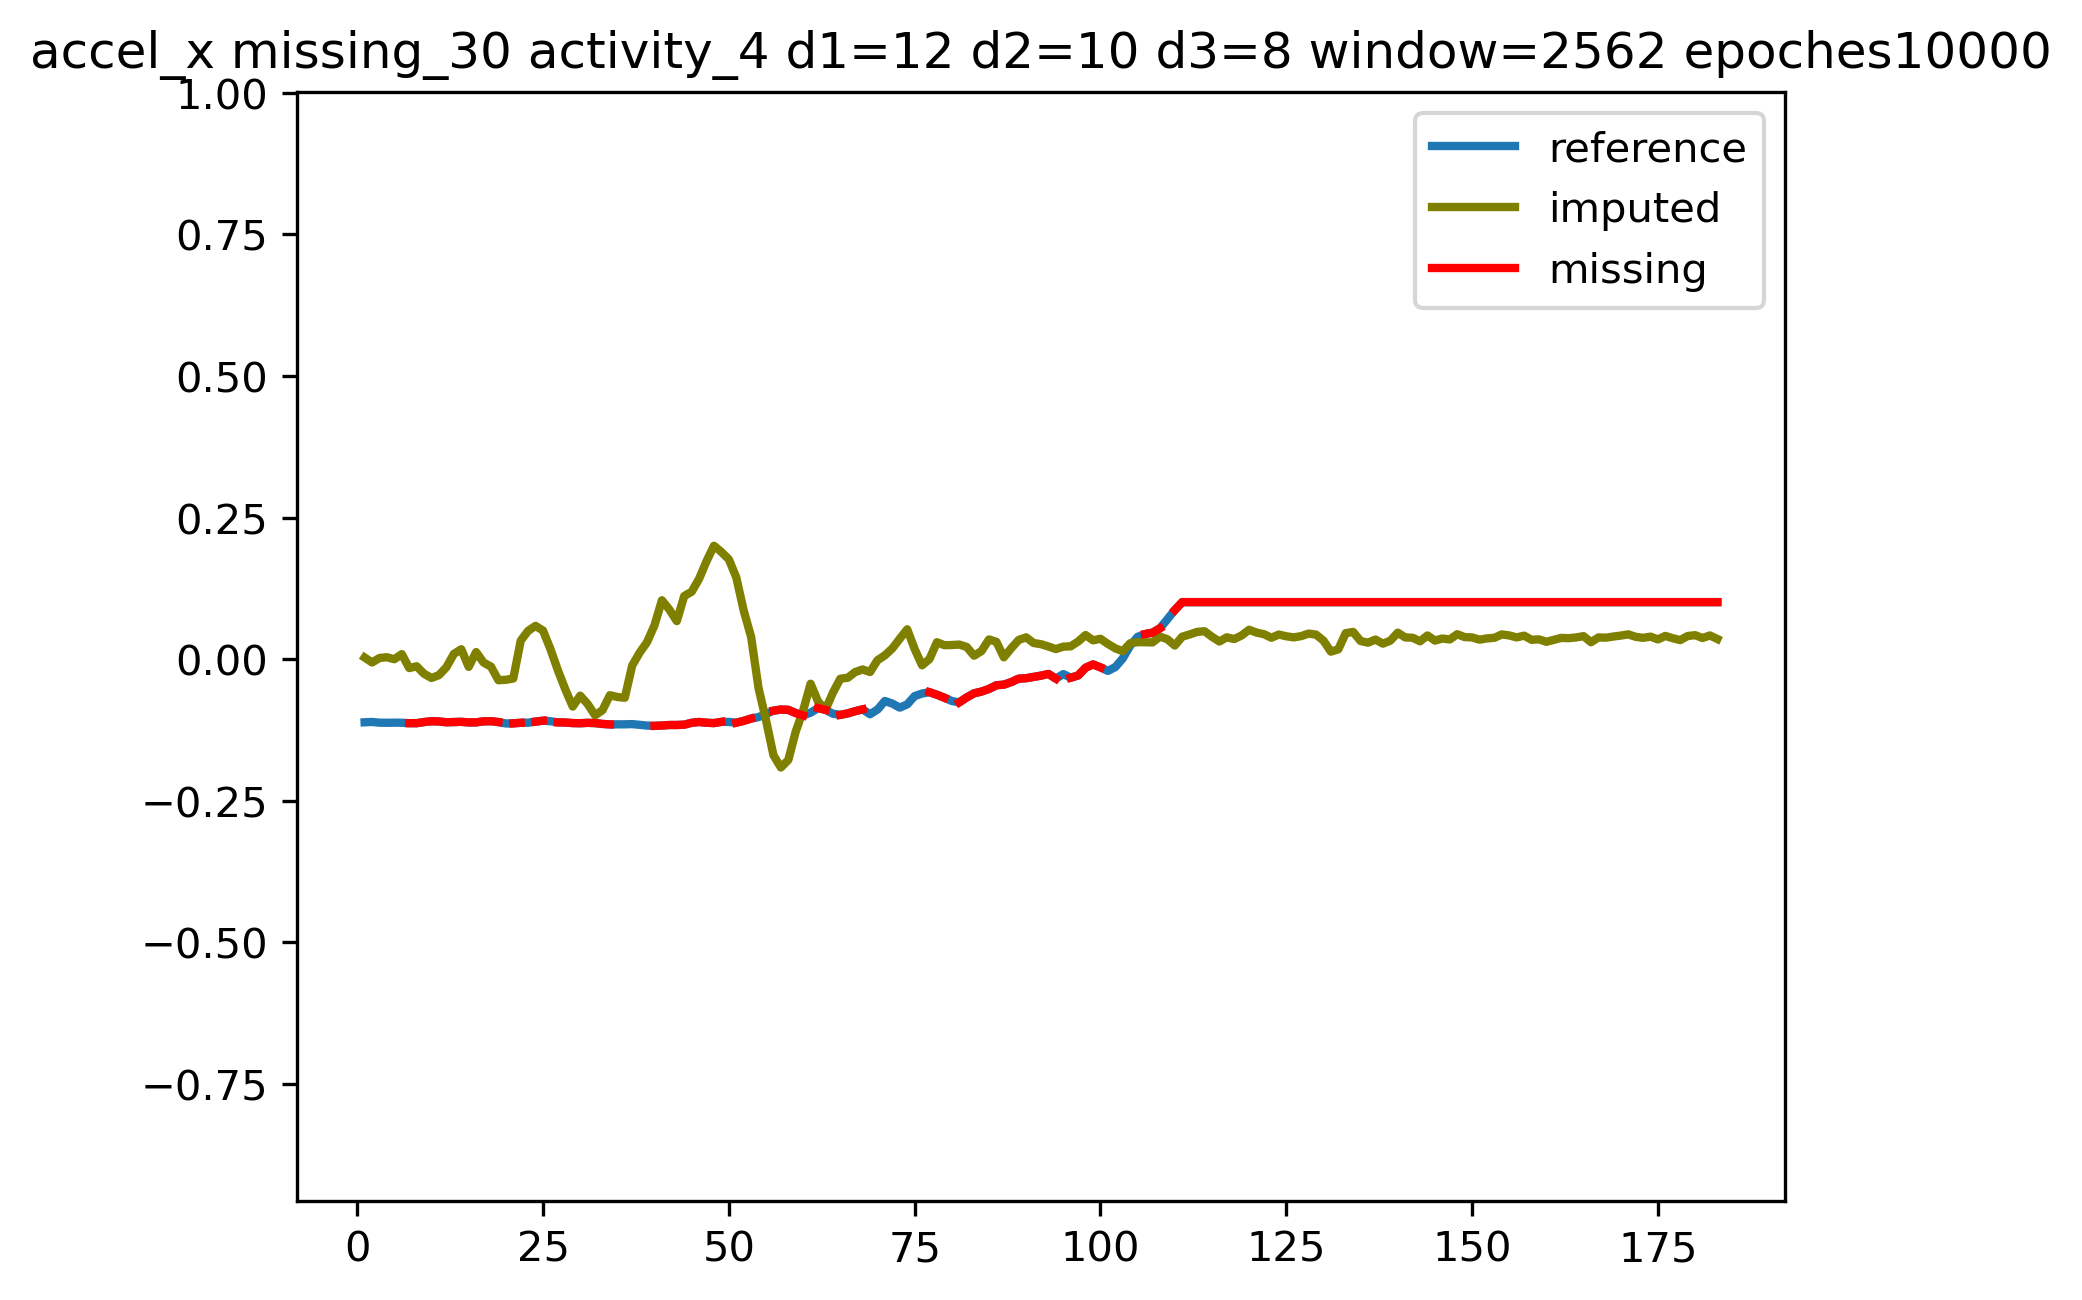 accel_x missing_30 activity_4 d1=12 d2=10 d3=8 window=2562 epoches10000
1.00
0.75
0.50
0.25
0.00
−0.25
−0.50
−0.75
reference
imputed
missing
0 25 50 75 100 125 150 175